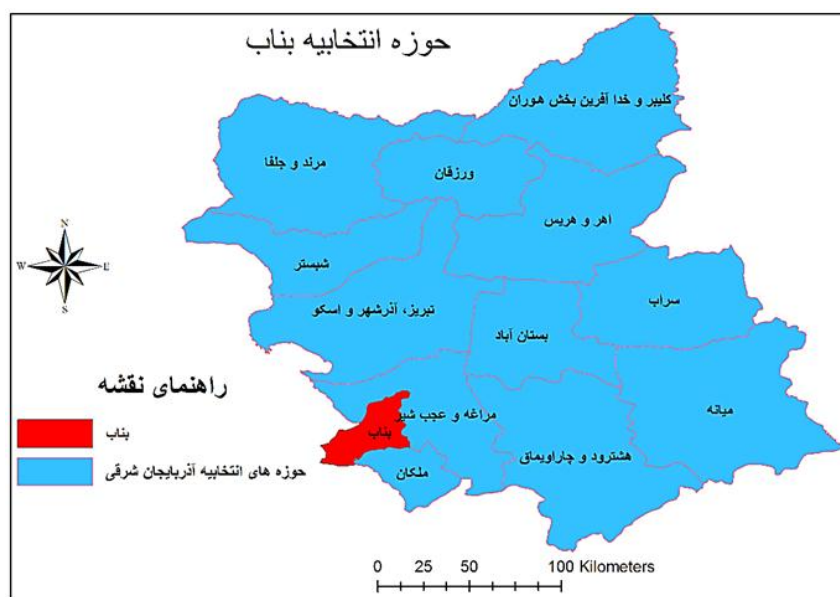 حوزه انتخابیه بناب
کلیبر و خدا آفرین بخش هوران
مرند و جلفا
ورزقان
اهر و هریس
شبستر
سراب
تبریز، آذرشهر و اسکو
بستان آباد
میانه
مراغه و عجب شیر
بناب
هشترود و چاراویماق
ملکان
N
W
E
S
راهنمای نقشه
بناب
حوزه های انتخابیه آذربایجان شرقی
0 25 50 100 Kilometers